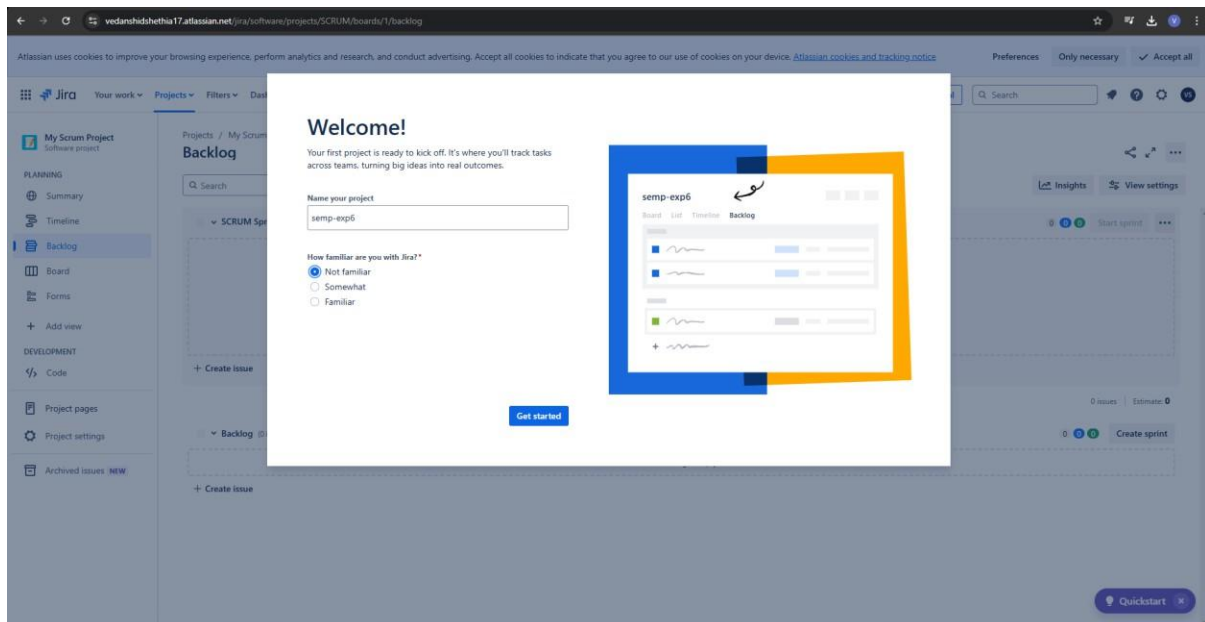 vedanshidshethia17.atlassian.net/jira/software/projects/SCRUM/boards/1/backlog
Atlassian uses cookies to improve your browsing experience, perform analytics and research, and conduct advertising. Accept all cookies to indicate that you agree to our use of cookies on your device. Atlassian cookies and tracking notice
Preferences Only necessary Accept all
Jira Your work Projects Filters Search VS
My Scrum Project
Software project
PLANNING
Summary
Timeline
Backlog
Board
Forms
Add view
DEVELOPMENT
Code
Project pages
Project settings
Archived issues NEW
Projects / My Scrum
Backlog
Search
Insights View settings
SCRUM Spr
0 0 0 Start sprint
+ Create issue
0 issues Estimate: 0
Backlog
0 0 0 Create sprint
+ Create issue
Welcome!
Your first project is ready to kick off. It's where you'll track tasks
across teams, turning big ideas into real outcomes.
Name your project
semp-exp6
How familiar are you with Jira? *
Not familiar
Somewhat
Familiar
Get started
semp-exp6
Board List Timeline Backlog
Quickstart